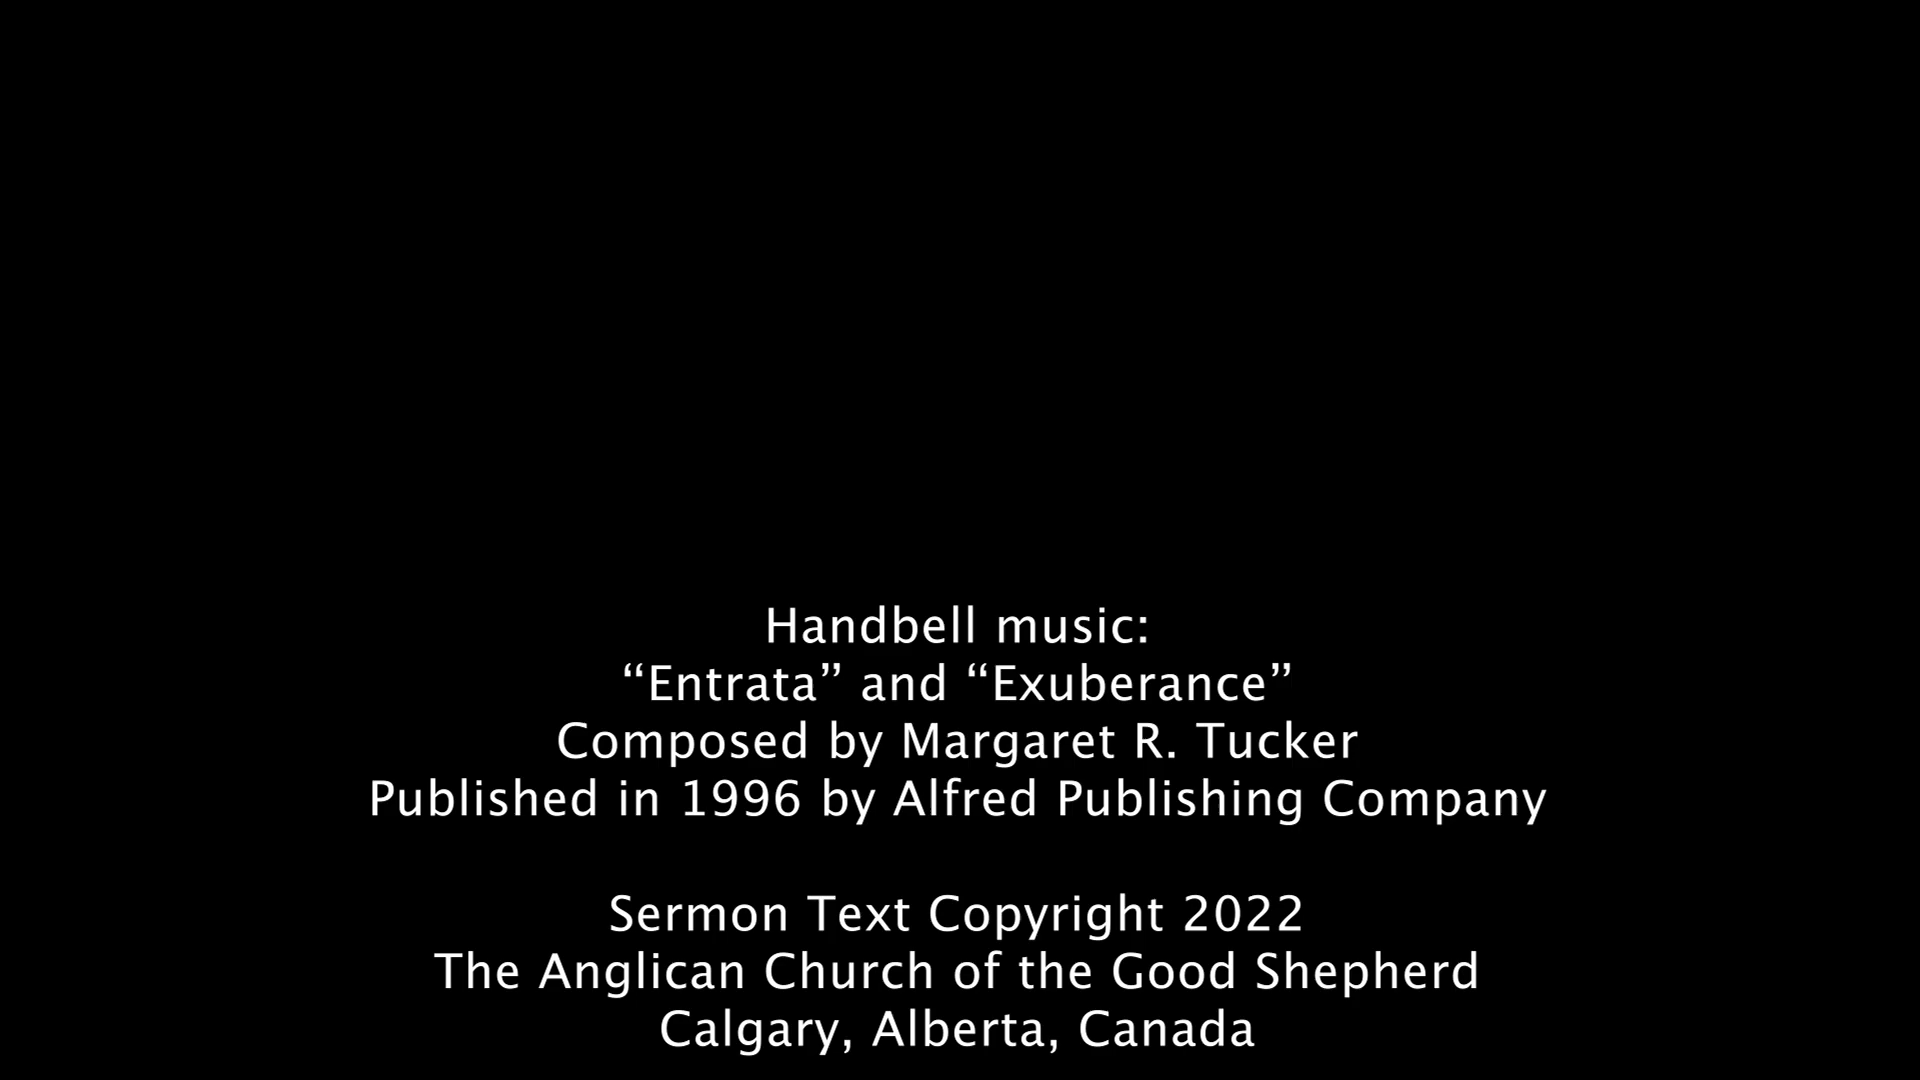 Handbell music:
“Entrata” and “Exuberance”
Composed by Margaret R. Tucker
Published in 1996 by Alfred Publishing Company
Sermon Text Copyright 2022
The Anglican Church of the Good Shepherd
Calgary, Alberta, Canada